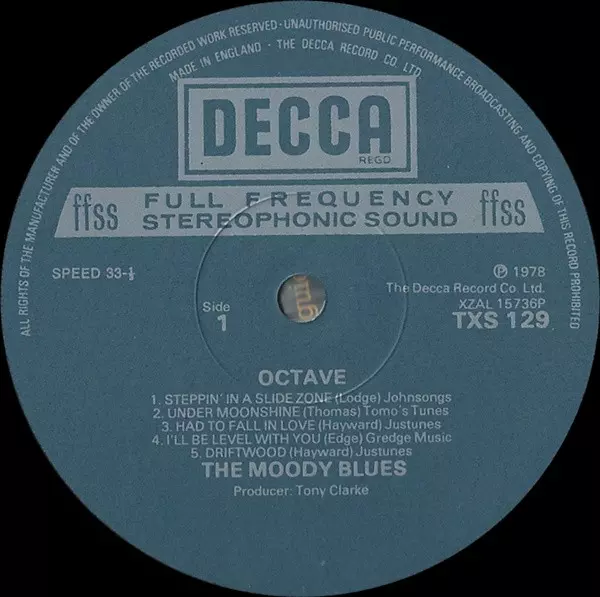 ALL RIGHTS OF THE MANUFACTURER AND OF THE OWNER OF THE RECORDED WORK RESERVED · UNAUTHORISED PUBLIC PERFORMANCE BROADCASTING AND COPYING OF THIS RECORD PROHIBITED
MADE IN ENGLAND · THE DECCA RECORD CO. LTD.
DECCA
REGD
ffss FULL FREQUENCY ffss
STEREOPHONIC SOUND
SPEED 33-⅓
℗ 1978
The Decca Record Co. Ltd.
XZAL 15736P
TXS 129
Side
1
OCTAVE
1. STEPPIN' IN A SLIDE ZONE (Lodge) Johnsongs
2. UNDER MOONSHINE (Thomas) Tomo's Tunes
3. HAD TO FALL IN LOVE (Hayward) Justunes
4. I'LL BE LEVEL WITH YOU (Edge) Gredge Music
5. DRIFTWOOD (Hayward) Justunes
THE MOODY BLUES
Producer: Tony Clarke